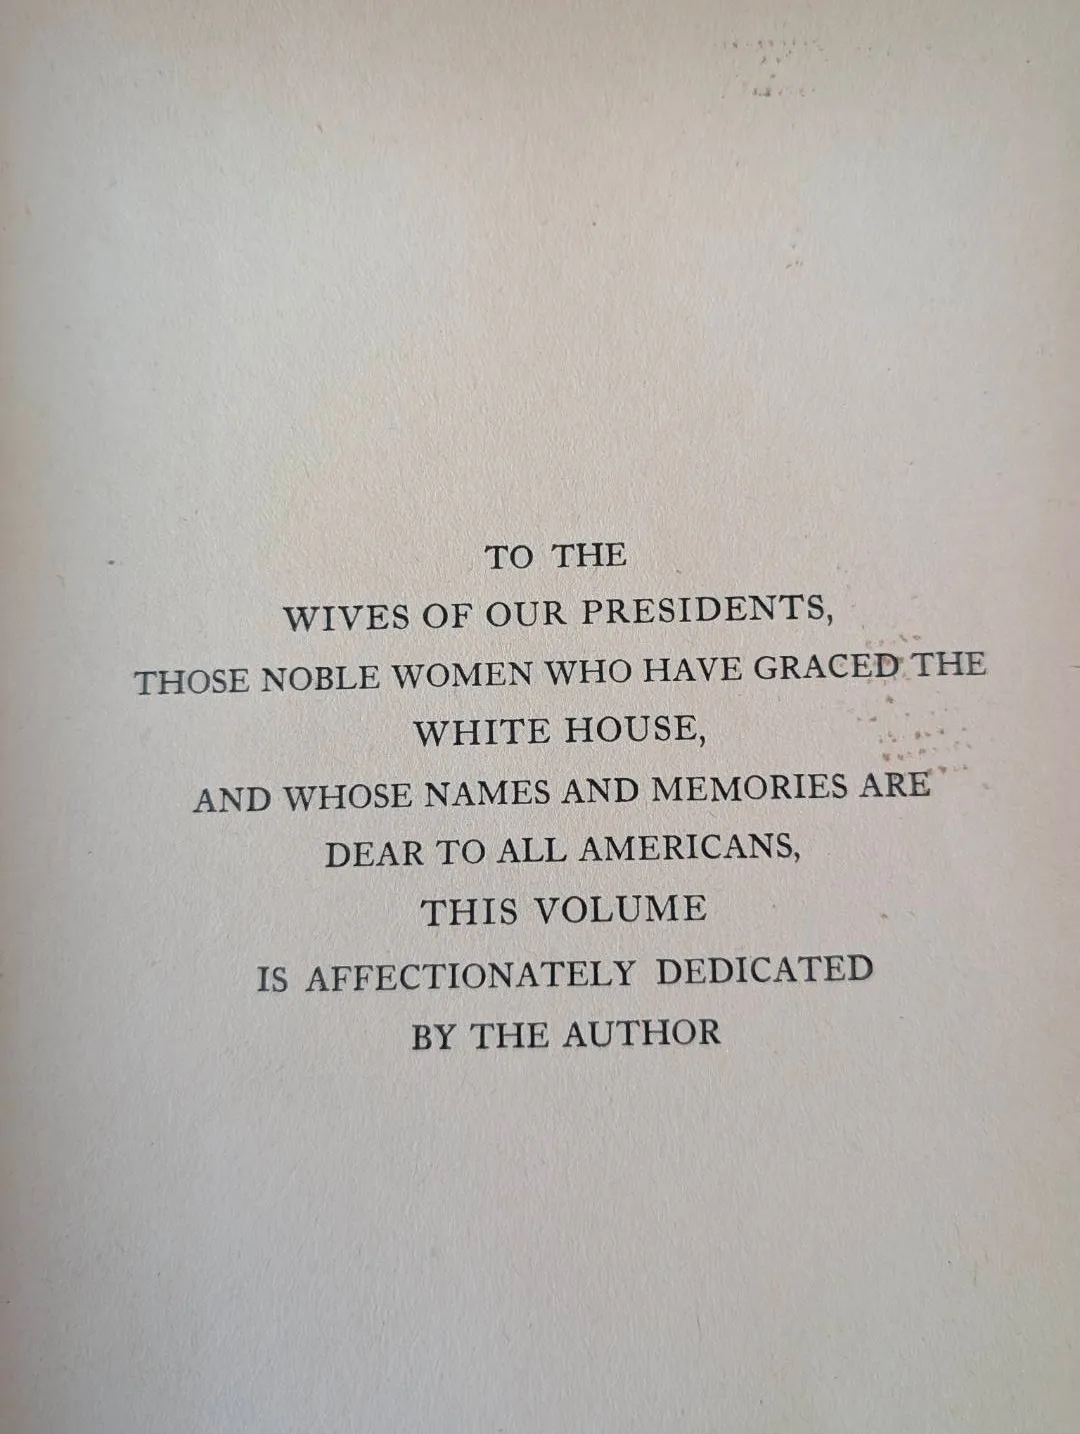 TO THE
WIVES OF OUR PRESIDENTS,
THOSE NOBLE WOMEN WHO HAVE GRACED THE
WHITE HOUSE,
AND WHOSE NAMES AND MEMORIES ARE
DEAR TO ALL AMERICANS,
THIS VOLUME
IS AFFECTIONATELY DEDICATED
BY THE AUTHOR